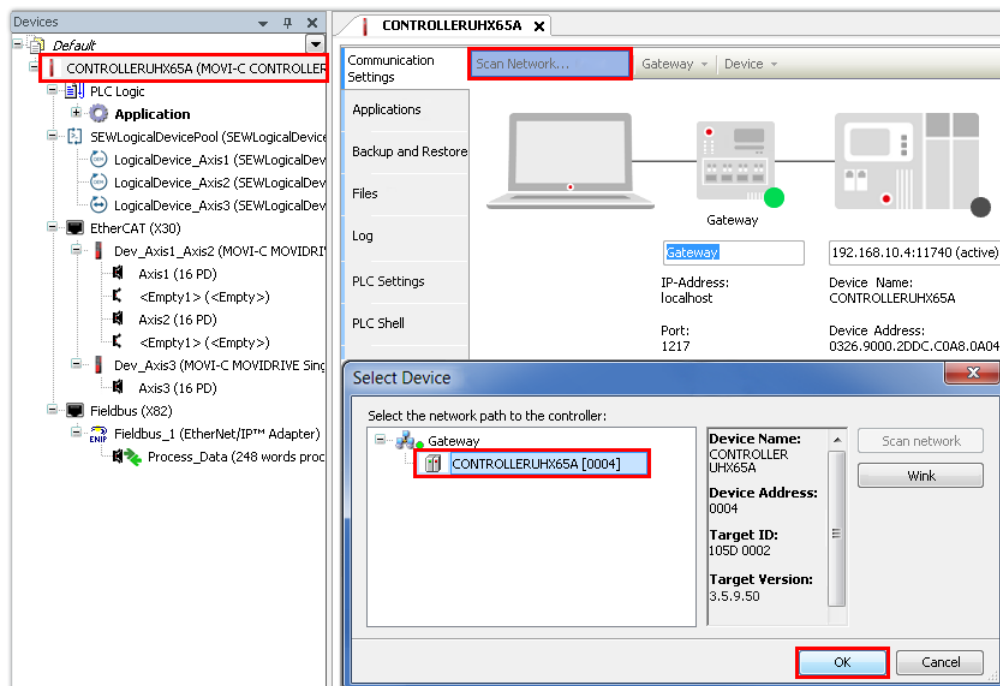 Devices
Default
CONTROLLERUHX65A (MOVI-C CONTROLLER
PLC Logic
Application
SEWLogicalDevicePool (SEWLogicalDevice
LogicalDevice_Axis1 (SEWLogicalDev
LogicalDevice_Axis2 (SEWLogicalDev
LogicalDevice_Axis3 (SEWLogicalDev
EtherCAT (X30)
Dev_Axis1_Axis2 (MOVI-C MOVIDRI
Axis1 (16 PD)
<Empty1> (<Empty>)
Axis2 (16 PD)
<Empty1> (<Empty>)
Dev_Axis3 (MOVI-C MOVIDRIVE Sing
Axis3 (16 PD)
Fieldbus (X82)
ENIP Fieldbus_1 (EtherNet/IP™ Adapter)
Process_Data (248 words proc
CONTROLLERUHX65A
Communication
Settings
Applications
Backup and Restore
Files
Log
PLC Settings
PLC Shell
Scan Network...
Gateway
Device
Gateway
Gateway
IP-Address:
localhost
Port:
1217
192.168.10.4:11740 (active)
Device Name:
CONTROLLERUHX65A
Device Address:
0326.9000.2DDC.C0A8.0A04
Select Device
Select the network path to the controller:
Gateway
CONTROLLERUHX65A [0004]
Device Name:
CONTROLLER
UHX65A
Device Address:
0004
Target ID:
105D 0002
Target Version:
3.5.9.50
Scan network
Wink
OK
Cancel